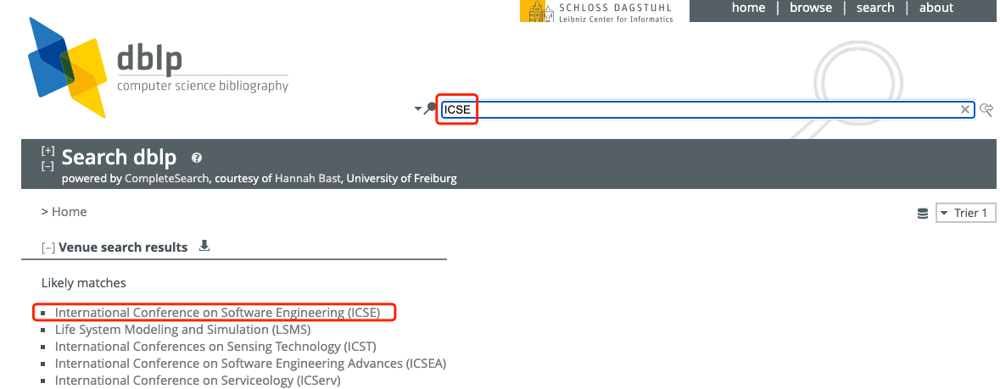 SCHLOSS DAGSTUHL
Leibniz Center for Informatics
home | browse | search | about
dblp
computer science bibliography
ICSE
[+]
[−]
Search dblp ?
powered by CompleteSearch, courtesy of Hannah Bast, University of Freiburg
> Home
Trier 1
[−] Venue search results
Likely matches
International Conference on Software Engineering (ICSE)
Life System Modeling and Simulation (LSMS)
International Conferences on Sensing Technology (ICST)
International Conference on Software Engineering Advances (ICSEA)
International Conference on Serviceology (ICServ)